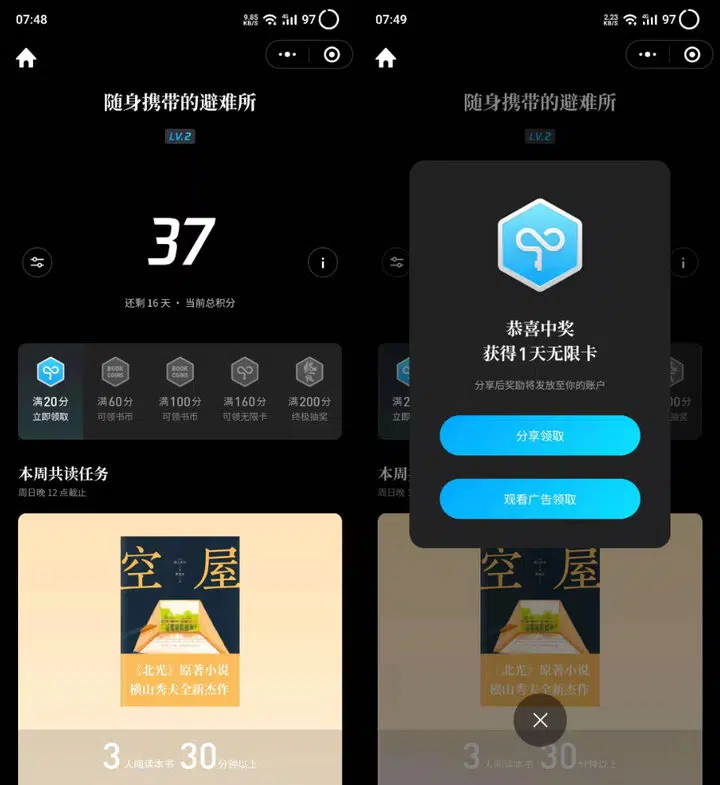 07:48
9.85 KB/S
4G
97
随身携带的避难所
LV.2
37
还剩 16 天 · 当前总积分
BOOK COINS
BOOK COINS
满20分
满60分
满100分
满160分
满200分
立即领取
可领书币
可领书币
可领无限卡
终极抽奖
本周共读任务
周日晚 12 点截止
空屋
《北光》原著小说
横山秀夫全新杰作
3人阅读本书 30分钟以上
07:49
2.23 KB/S
4G
97
随身携带的避难所
LV.2
恭喜中奖
获得1天无限卡
分享后奖励将发放至你的账户
分享领取
观看广告领取
满2
00分
立即
抽奖
本周
周日晚
空屋
《北光》原著小说
横山秀夫全新杰作
3人阅读本书 30分钟以上